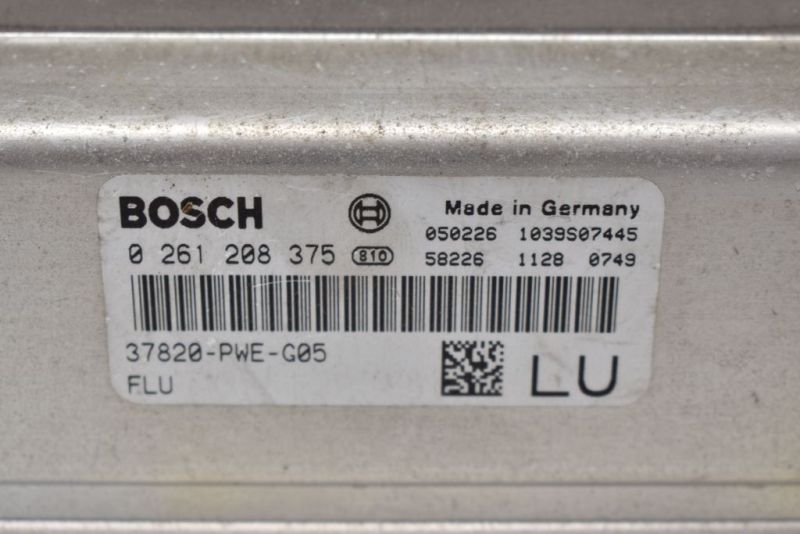 BOSCH
Made in Germany
050226 1039S07445
0 261 208 375 810
58226 1128 0749
37820-PWE-G05
FLU
LU